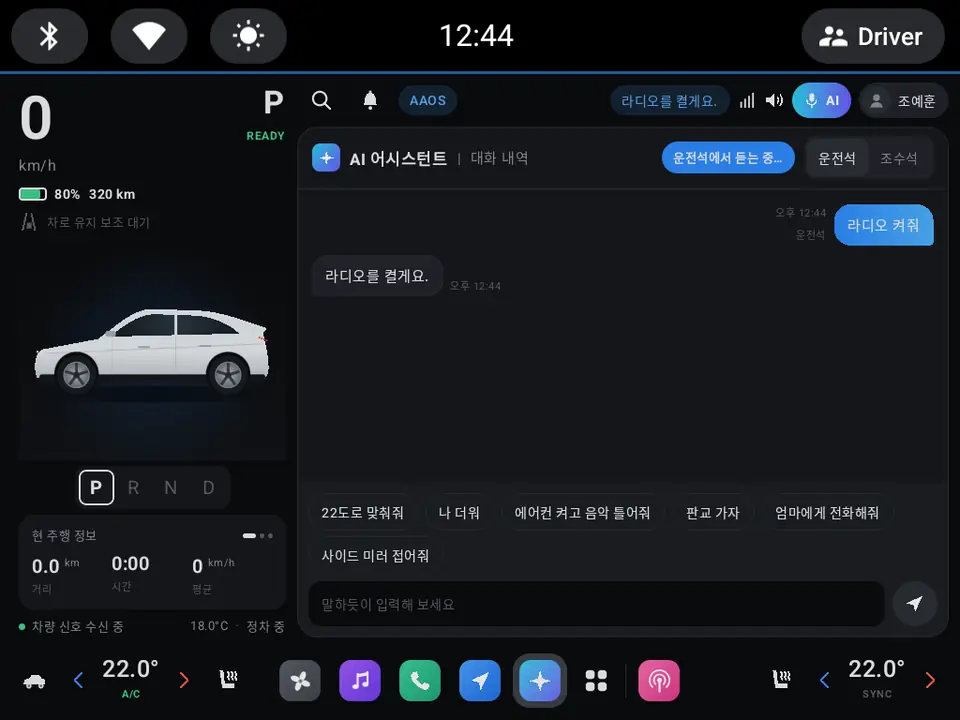 12:44
Driver
0
P
READY
km/h
80% 320 km
차로 유지 보조 대기
P R N D
현 주행 정보
0.0 km
거리
0:00
시간
0 km/h
평균
차량 신호 수신 중
18.0°C · 정차 중
AAOS
라디오를 켤게요.
AI
조예훈
AI 어시스턴트 | 대화 내역
운전석에서 듣는 중...
운전석
조수석
오후 12:44
운전석
라디오 켜줘
라디오를 켤게요.
오후 12:44
22도로 맞춰줘
나 더워
에어컨 켜고 음악 틀어줘
판교 가자
엄마에게 전화해줘
사이드 미러 접어줘
말하듯이 입력해 보세요
22.0°
A/C
22.0°
SYNC